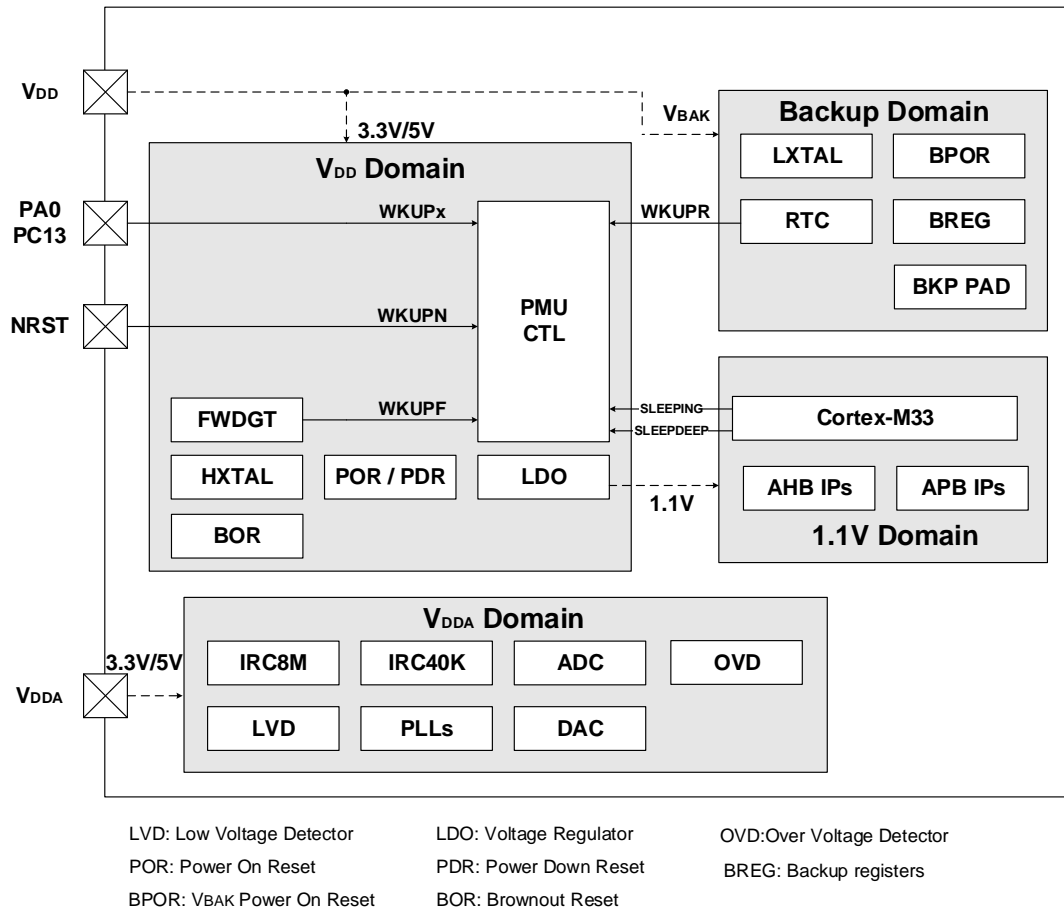 VDD
VBAK
3.3V/5V
Backup Domain
LXTAL
BPOR
RTC
BREG
BKP PAD
VDD Domain
PA0
PC13
WKUPx
WKUPR
NRST
WKUPN
PMU
CTL
FWDGT
WKUPF
SLEEPING
SLEEPDEEP
Cortex-M33
HXTAL
POR / PDR
LDO
1.1V
AHB IPs
APB IPs
BOR
1.1V Domain
VDDA Domain
3.3V/5V
VDDA
IRC8M
IRC40K
ADC
OVD
LVD
PLLs
DAC
LVD: Low Voltage Detector
LDO: Voltage Regulator
OVD:Over Voltage Detector
POR: Power On Reset
PDR: Power Down Reset
BREG: Backup registers
BPOR: VBAK Power On Reset
BOR: Brownout Reset